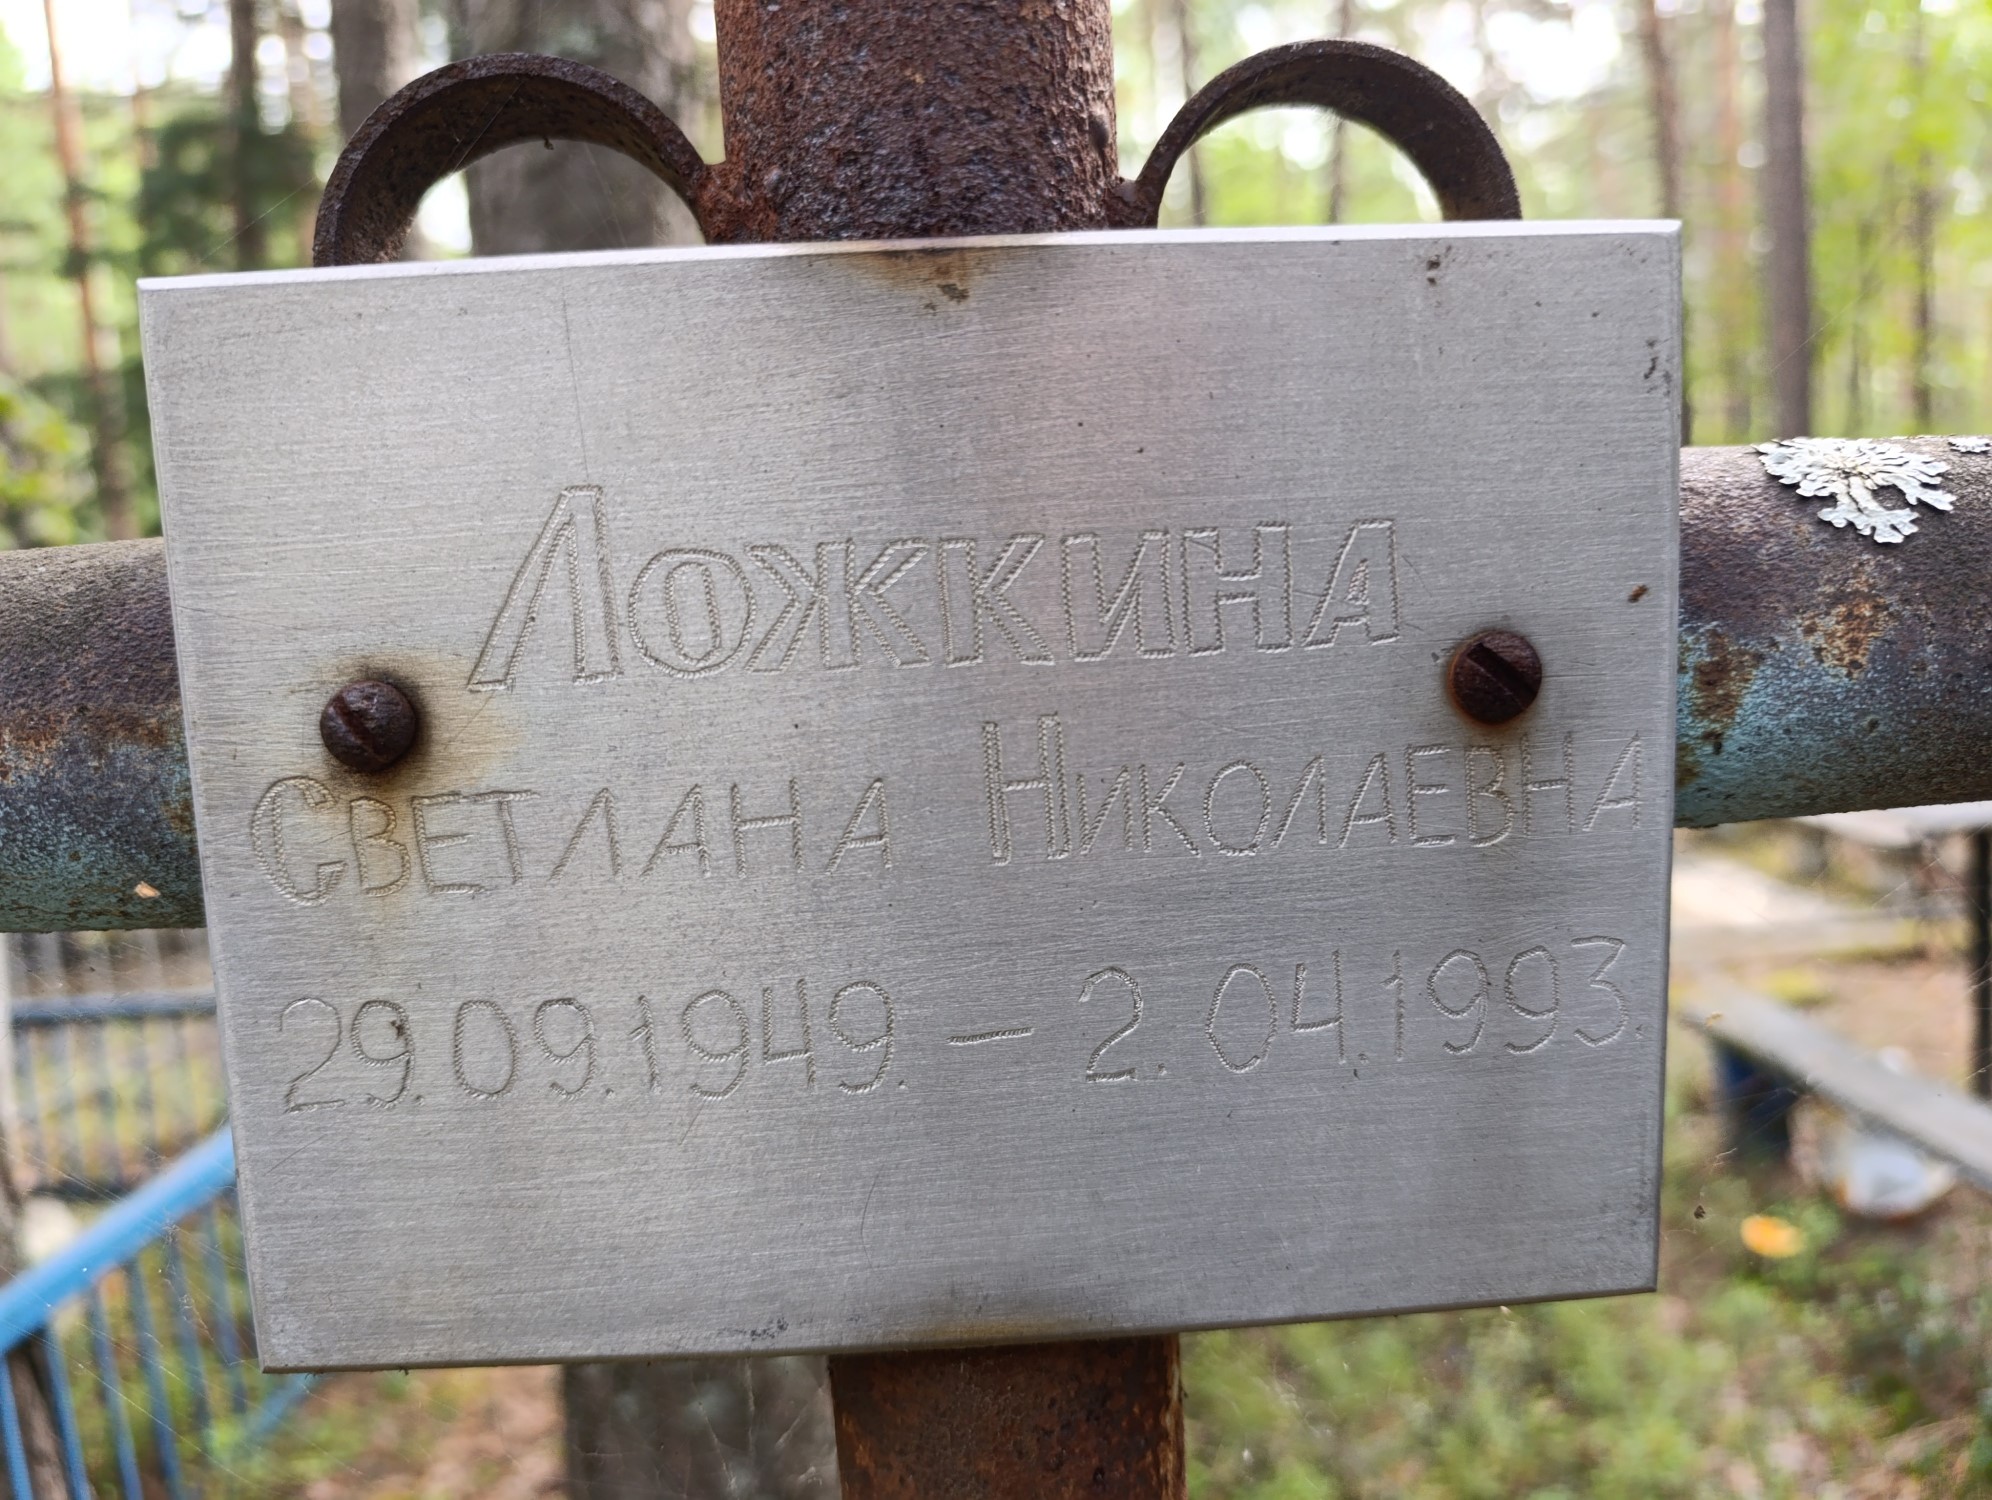 Ложкина
Светлана Николаевна
29.09.1949. – 2.04.1993.